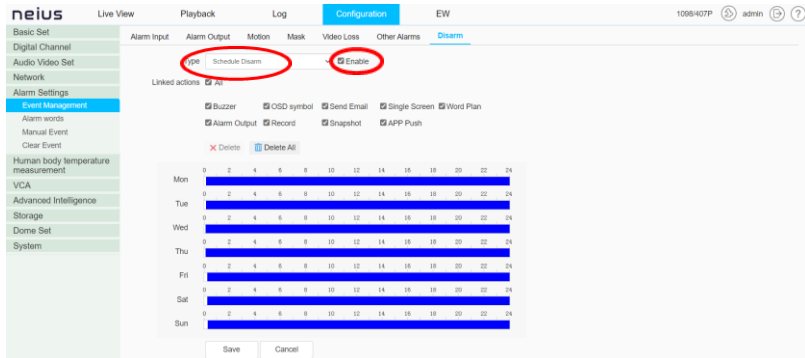 neius Live View Playback Log Configuration EW 1098/407P admin ?
Basic Set
Alarm Input Alarm Output Motion Mask Video Loss Other Alarms Disarm
Digital Channel
Audio Video Set
Type Schedule Disarm Enable
Network
Linked actions All
Alarm Settings
Event Management
Buzzer OSD symbol Send Email Single Screen Word Plan
Alarm words
Alarm Output Record Snapshot APP Push
Manual Event
Clear Event
Delete Delete All
Human body temperature
measurement
VCA
Advanced Intelligence
Storage
Dome Set
System
0 2 4 6 8 10 12 14 16 18 20 22 24
Mon
0 2 4 6 8 10 12 14 16 18 20 22 24
Tue
0 2 4 6 8 10 12 14 16 18 20 22 24
Wed
0 2 4 6 8 10 12 14 16 18 20 22 24
Thu
0 2 4 6 8 10 12 14 16 18 20 22 24
Fri
0 2 4 6 8 10 12 14 16 18 20 22 24
Sat
0 2 4 6 8 10 12 14 16 18 20 22 24
Sun
Save Cancel